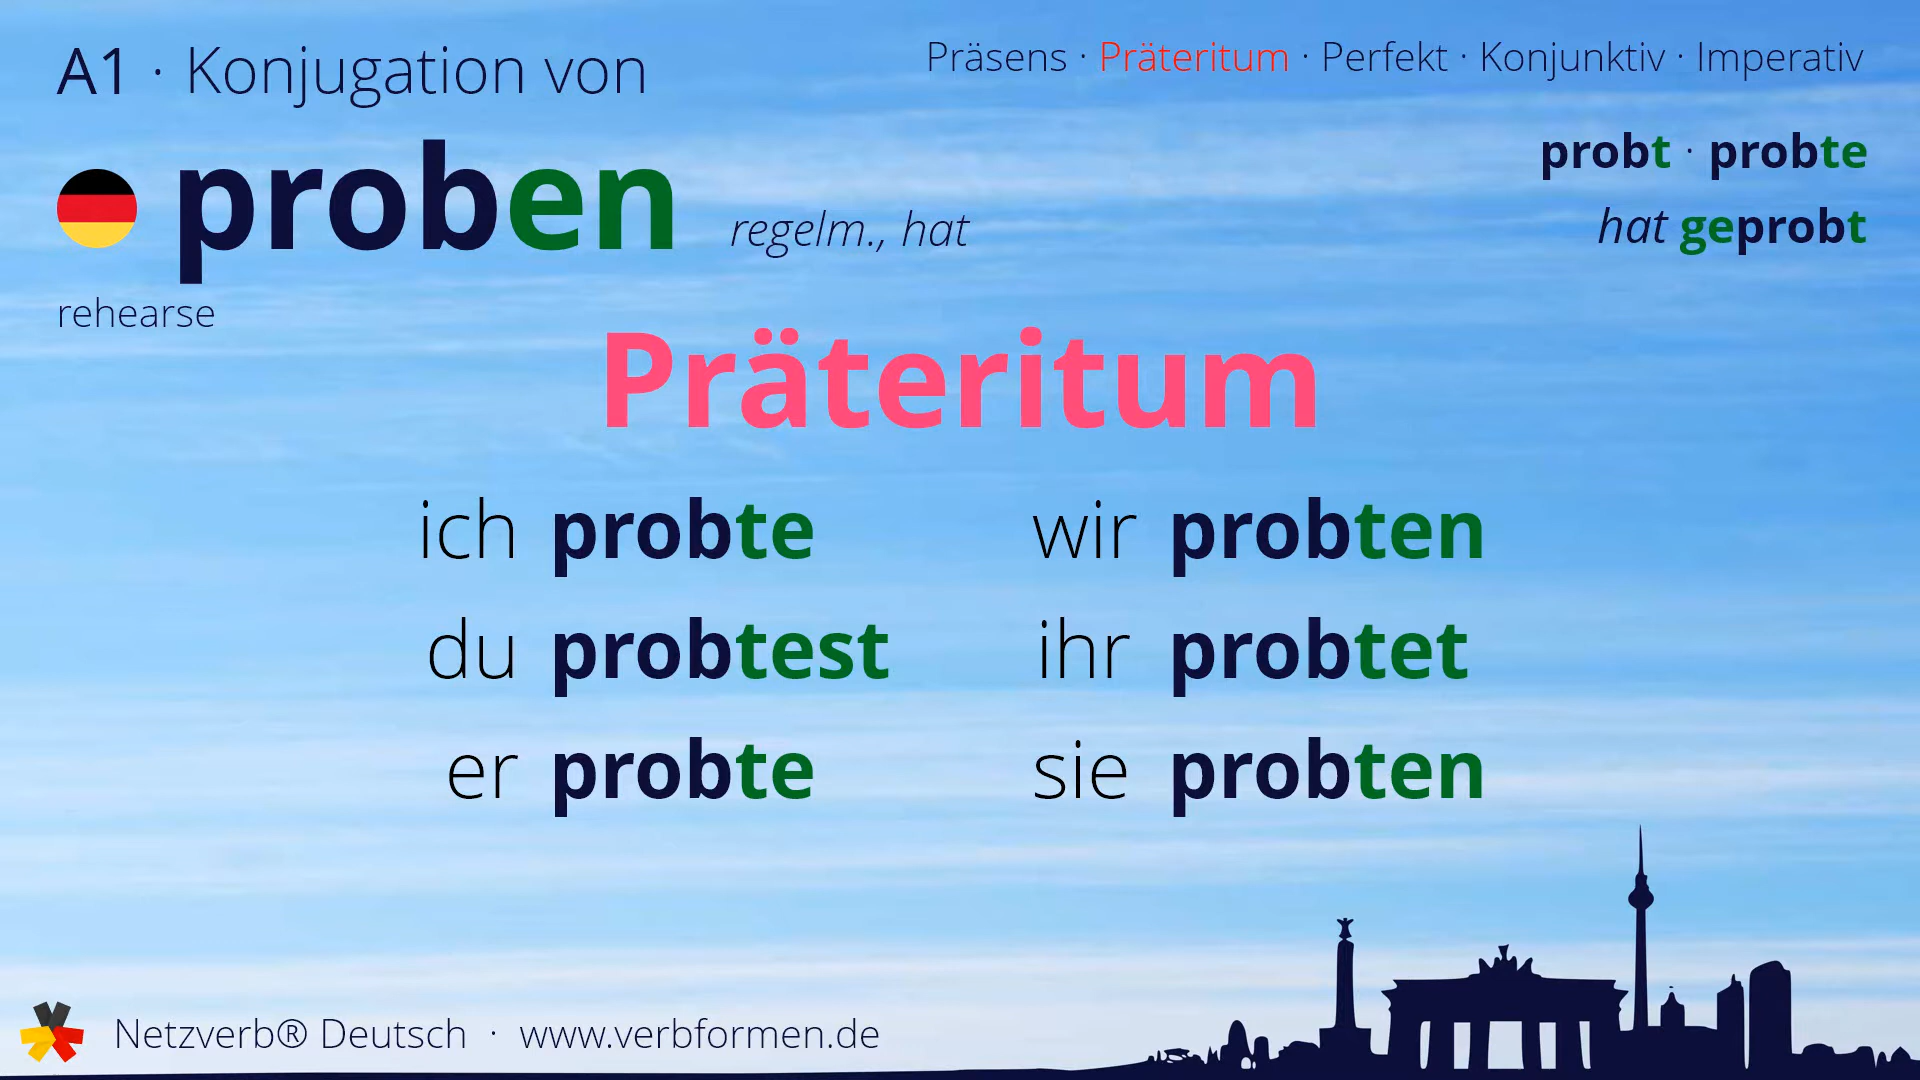 A1 · Konjugation von
Präsens · Präteritum · Perfekt · Konjunktiv · Imperativ
proben regelm., hat
probt · probte
hat geprobt
rehearse
Präteritum
ich probte
du probtest
er probte
wir probten
ihr probtet
sie probten
Netzverb® Deutsch · www.verbformen.de